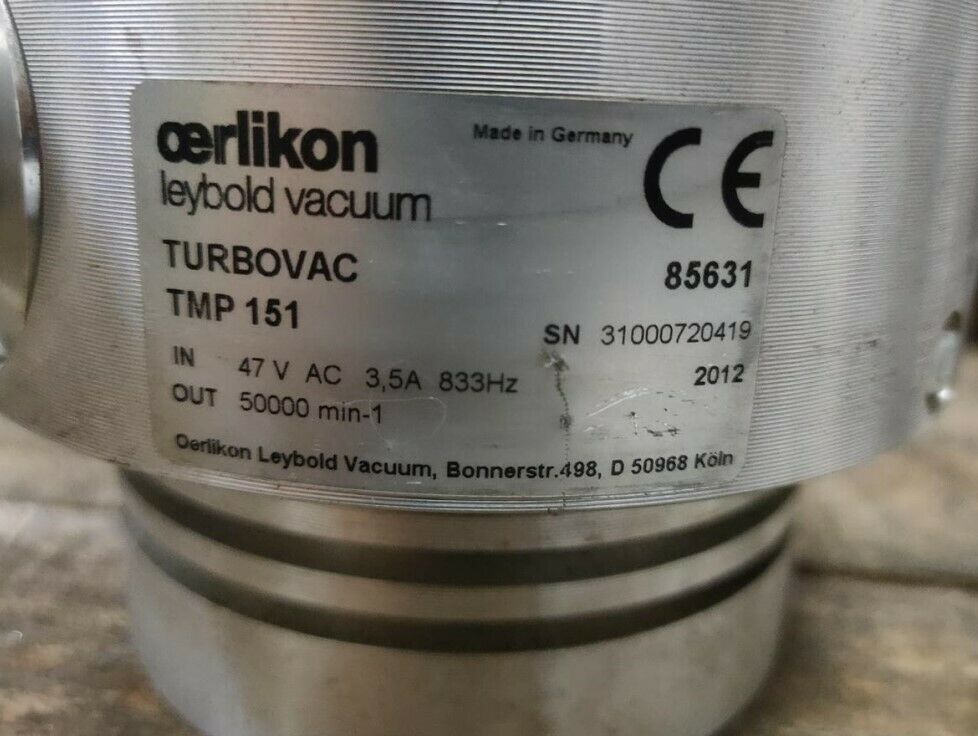 œrlikon
leybold vacuum
Made in Germany
CE
TURBOVAC
85631
TMP 151
SN 31000720419
IN 47 V AC 3,5A 833Hz
2012
OUT 50000 min-1
Oerlikon Leybold Vacuum, Bonnerstr.498, D 50968 Köln